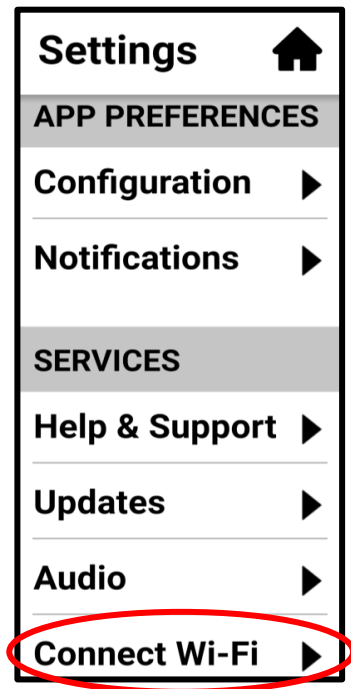 Settings
APP PREFERENCES
Configuration
Notifications
SERVICES
Help & Support
Updates
Audio
Connect Wi-Fi